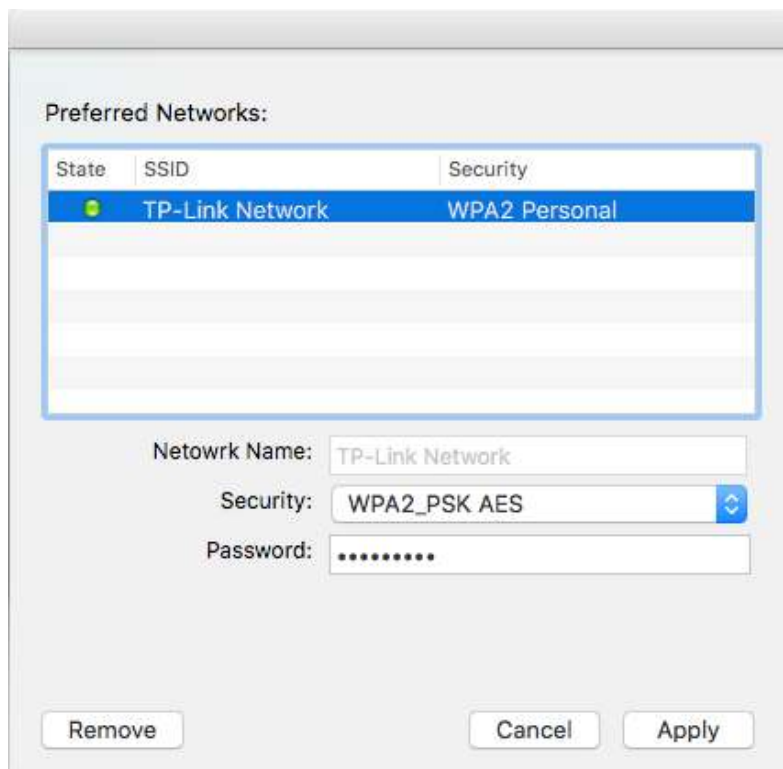 Preferred Networks:
State SSID Security
TP-Link Network WPA2 Personal
Netowrk Name: TP-Link Network
Security: WPA2_PSK AES
Password: •••••••••
Remove Cancel Apply